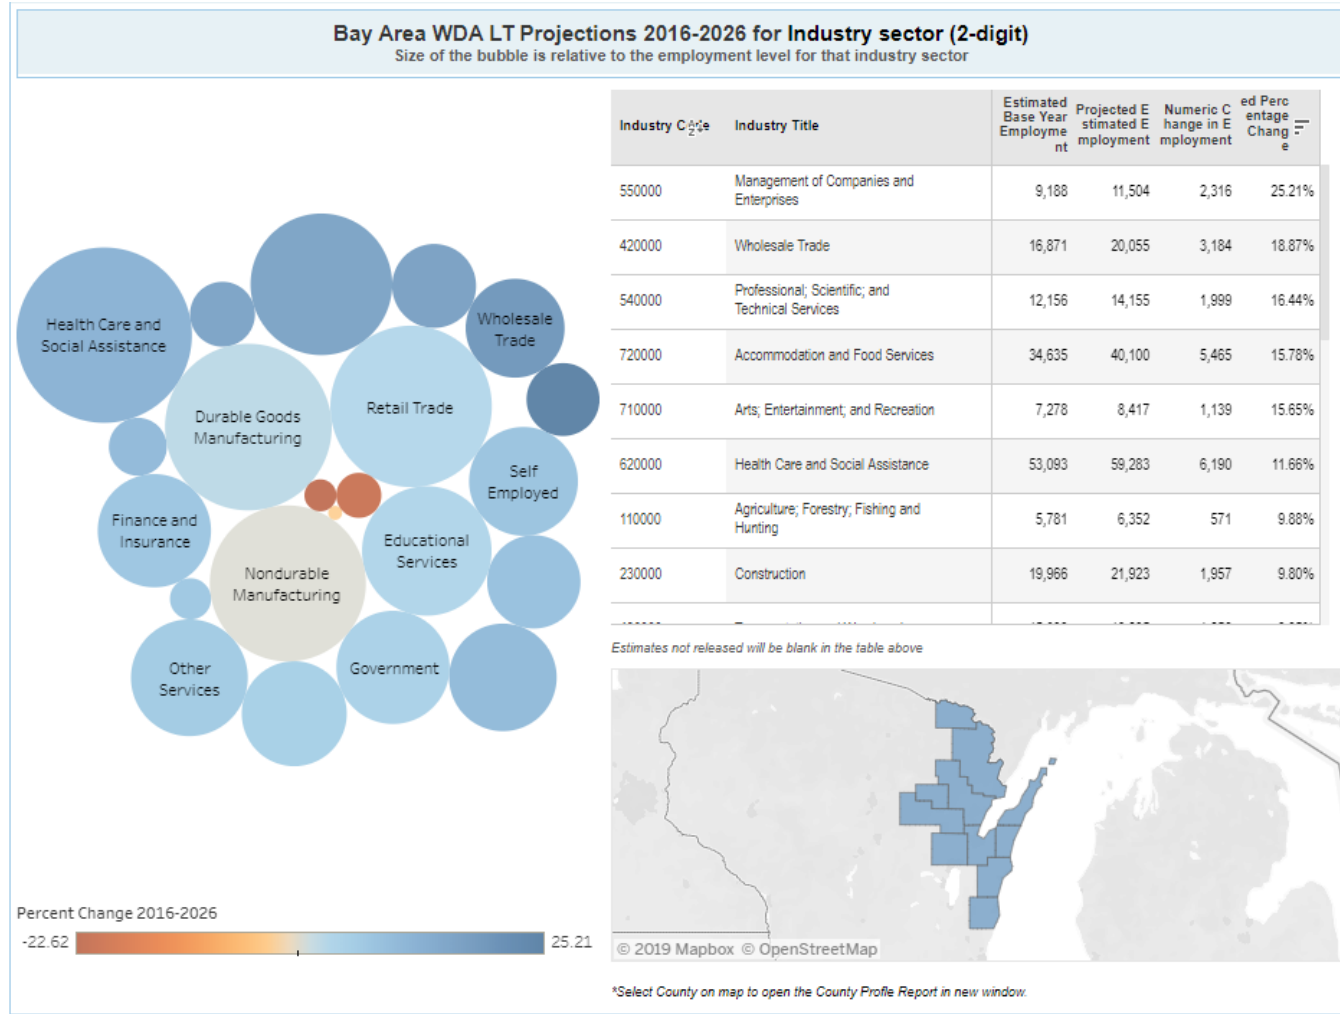 Bay Area WDA LT Projections 2016-2026 for Industry sector (2-digit)
Size of the bubble is relative to the employment level for that industry sector
Health Care and
Social Assistance
Wholesale
Trade
Durable Goods
Manufacturing
Retail Trade
Self
Employed
Finance and
Insurance
Educational
Services
Nondurable
Manufacturing
Other
Services
Government
Percent Change 2016-2026
-22.62
25.21
Industry Title
Estimated
Base Year
Employme
nt
Projected E
stimated E
mployment
Numeric C
hange in E
mployment
ed Perc
entage
Chang
e
550000 Management of Companies and
Enterprises 9,188 11,504 2,316 25.21%
420000 Wholesale Trade 16,871 20,055 3,184 18.87%
540000 Professional; Scientific; and
Technical Services 12,156 14,155 1,999 16.44%
720000 Accommodation and Food Services 34,635 40,100 5,465 15.78%
710000 Arts; Entertainment; and Recreation 7,278 8,417 1,139 15.65%
620000 Health Care and Social Assistance 53,093 59,283 6,190 11.66%
110000 Agriculture; Forestry; Fishing and
Hunting 5,781 6,352 571 9.88%
230000 Construction 19,966 21,923 1,957 9.80%
Estimates not released will be blank in the table above
© 2019 Mapbox © OpenStreetMap
*Select County on map to open the County Profle Report in new window.